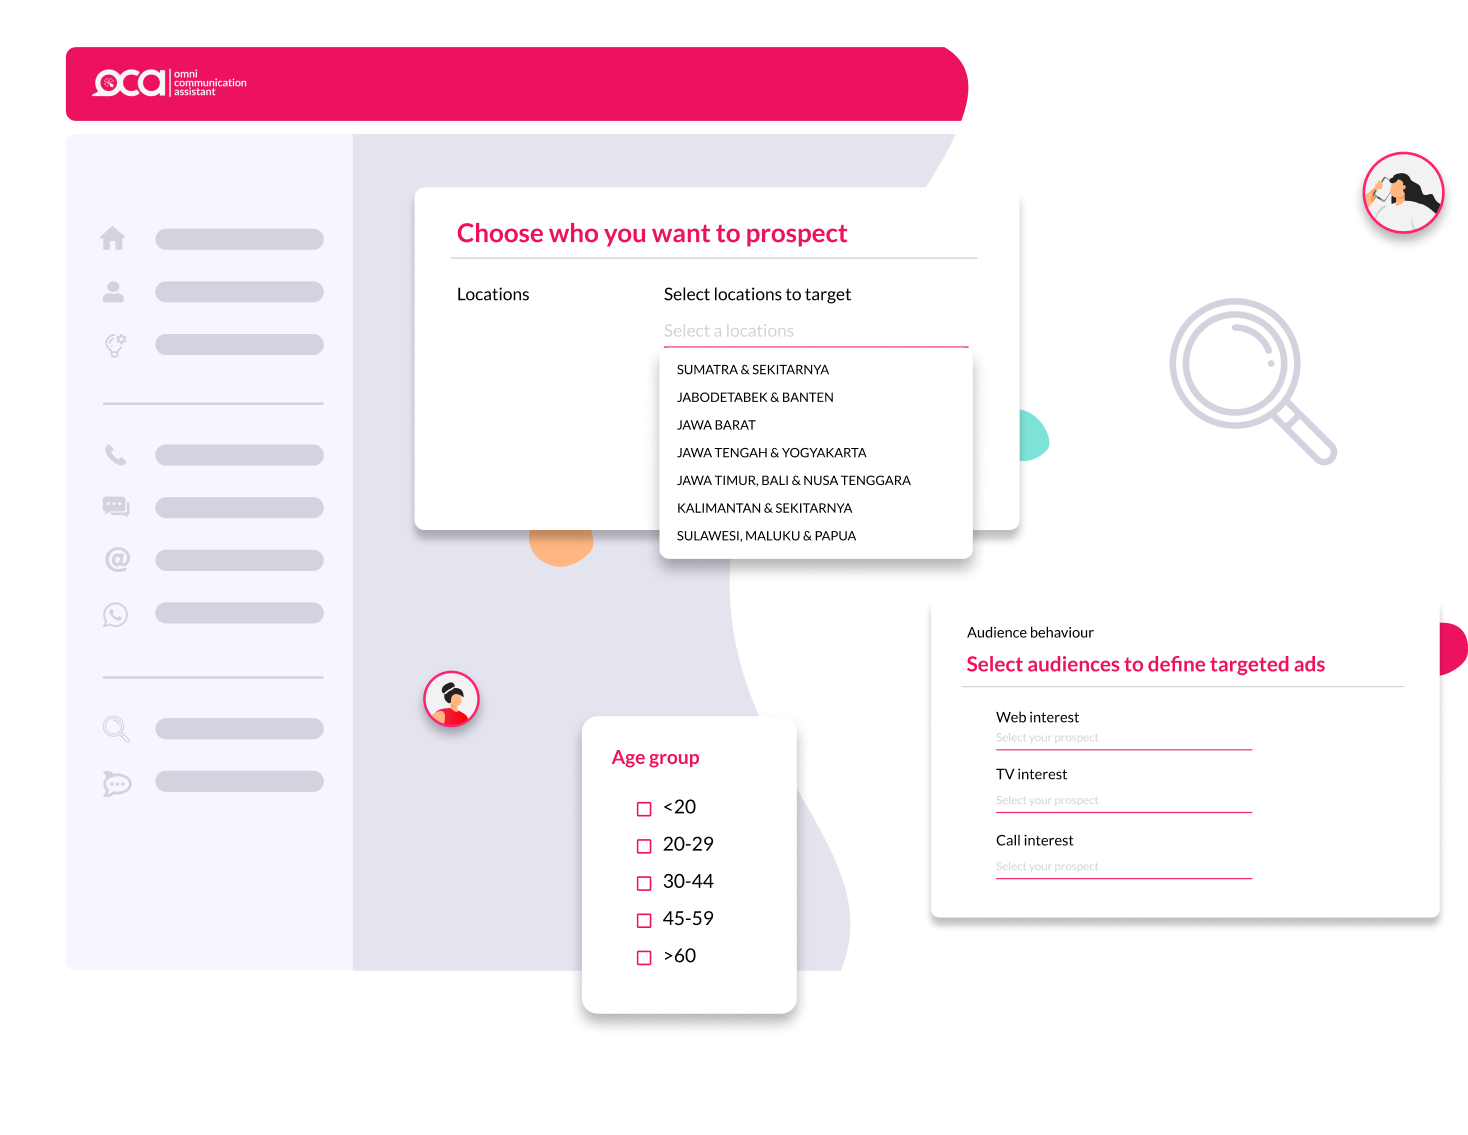 oca omni
communication
assistant
Choose who you want to prospect
Locations
Select locations to target
Select a locations
SUMATRA & SEKITARNYA
JABODETABEK & BANTEN
JAWA BARAT
JAWA TENGAH & YOGYAKARTA
JAWA TIMUR, BALI & NUSA TENGGARA
KALIMANTAN & SEKITARNYA
SULAWESI, MALUKU & PAPUA
Audience behaviour
Select audiences to define targeted ads
Web interest
Select your prospect
TV interest
Select your prospect
Call interest
Select your prospect
Age group
<20
20-29
30-44
45-59
>60